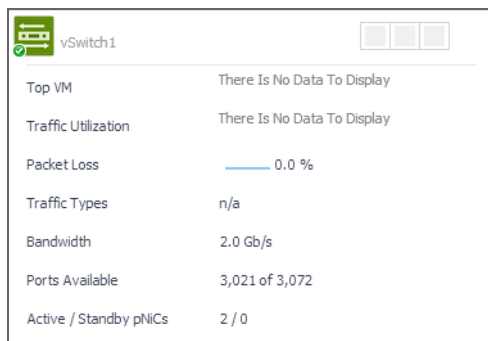 vSwitch1
Top VM There Is No Data To Display
Traffic Utilization There Is No Data To Display
Packet Loss 0.0 %
Traffic Types n/a
Bandwidth 2.0 Gb/s
Ports Available 3,021 of 3,072
Active / Standby pNiCs 2 / 0